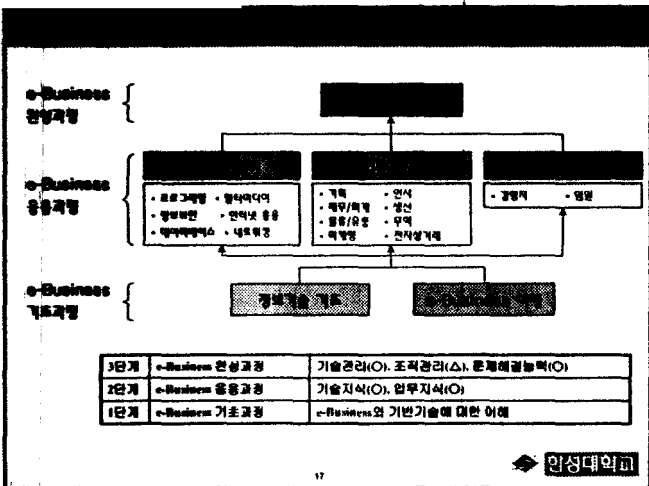 e-Business
완성과정
e-Business
응용과정
• 프로그래밍 • 멀티미디어
• 정보보안 • 인터넷 응용
• 데이터베이스 • 네트워킹
• 기획 • 인사
• 재무/회계 • 생산
• 물류/유통 • 무역
• 마케팅 • 전자상거래
• 경영자 • 임원
e-Business
기초과정
정보기술 기초
e-Business
3단계 e-Business 완성과정 기술관리(O), 조직관리(△), 문제해결능력(O)
2단계 e-Business 응용과정 기술지식(O), 업무지식(O)
1단계 e-Business 기초과정 e-Business와 기반기술에 대한 이해
17
한성대학교